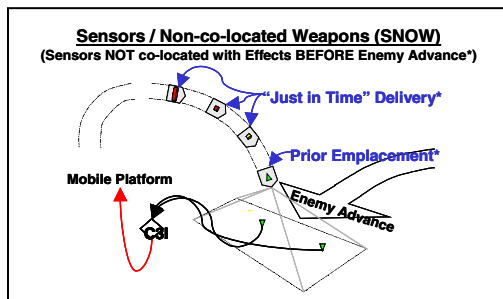 Sensors / Non-co-located Weapons (SNOW)
(Sensors NOT co-located with Effects BEFORE Enemy Advance*)
“Just in Time” Delivery*
Prior Emplacement*
Mobile Platform
Enemy Advance
C3I